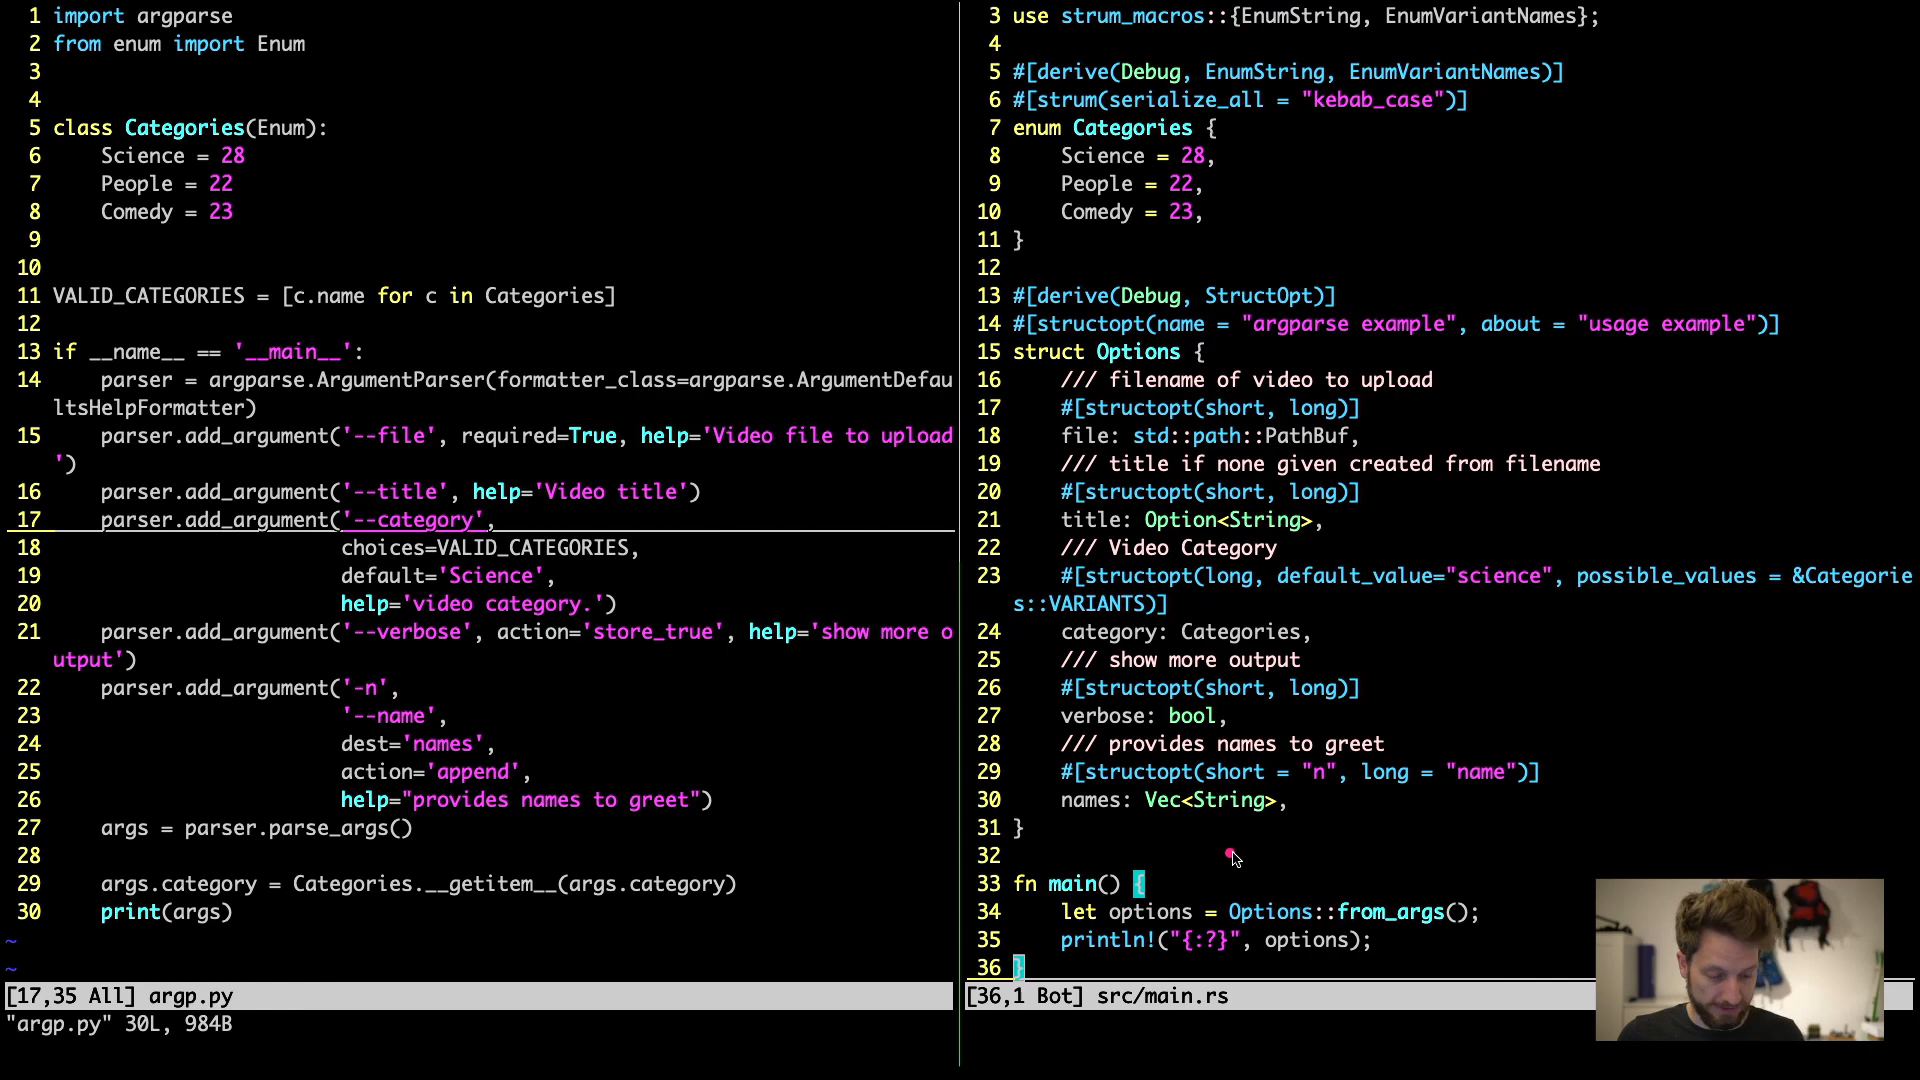 1 import argparse
2 from enum import Enum
3
4
5 class Categories(Enum):
6     Science = 28
7     People = 22
8     Comedy = 23
9
10
11 VALID_CATEGORIES = [c.name for c in Categories]
12
13 if __name__ == '__main__':
14     parser = argparse.ArgumentParser(formatter_class=argparse.ArgumentDefau
ltsHelpFormatter)
15     parser.add_argument('--file', required=True, help='Video file to upload
')
16     parser.add_argument('--title', help='Video title')
17     parser.add_argument('--category',
18                         choices=VALID_CATEGORIES,
19                         default='Science',
20                         help='video category.')
21     parser.add_argument('--verbose', action='store_true', help='show more o
utput')
22     parser.add_argument('-n',
23                         '--name',
24                         dest='names',
25                         action='append',
26                         help="provides names to greet")
27     args = parser.parse_args()
28
29     args.category = Categories.__getitem__(args.category)
30     print(args)
~
~
[17,35 All] argp.py
"argp.py" 30L, 984B
3 use strum_macros::{EnumString, EnumVariantNames};
4
5 #[derive(Debug, EnumString, EnumVariantNames)]
6 #[strum(serialize_all = "kebab_case")]
7 enum Categories {
8     Science = 28,
9     People = 22,
10     Comedy = 23,
11 }
12
13 #[derive(Debug, StructOpt)]
14 #[structopt(name = "argparse example", about = "usage example")]
15 struct Options {
16     /// filename of video to upload
17     #[structopt(short, long)]
18     file: std::path::PathBuf,
19     /// title if none given created from filename
20     #[structopt(short, long)]
21     title: Option<String>,
22     /// Video Category
23     #[structopt(long, default_value="science", possible_values = &Categorie
s::VARIANTS)]
24     category: Categories,
25     /// show more output
26     #[structopt(short, long)]
27     verbose: bool,
28     /// provides names to greet
29     #[structopt(short = "n", long = "name")]
30     names: Vec<String>,
31 }
32
33 fn main() {
34     let options = Options::from_args();
35     println!("{:?}", options);
36 }
[36,1 Bot] src/main.rs